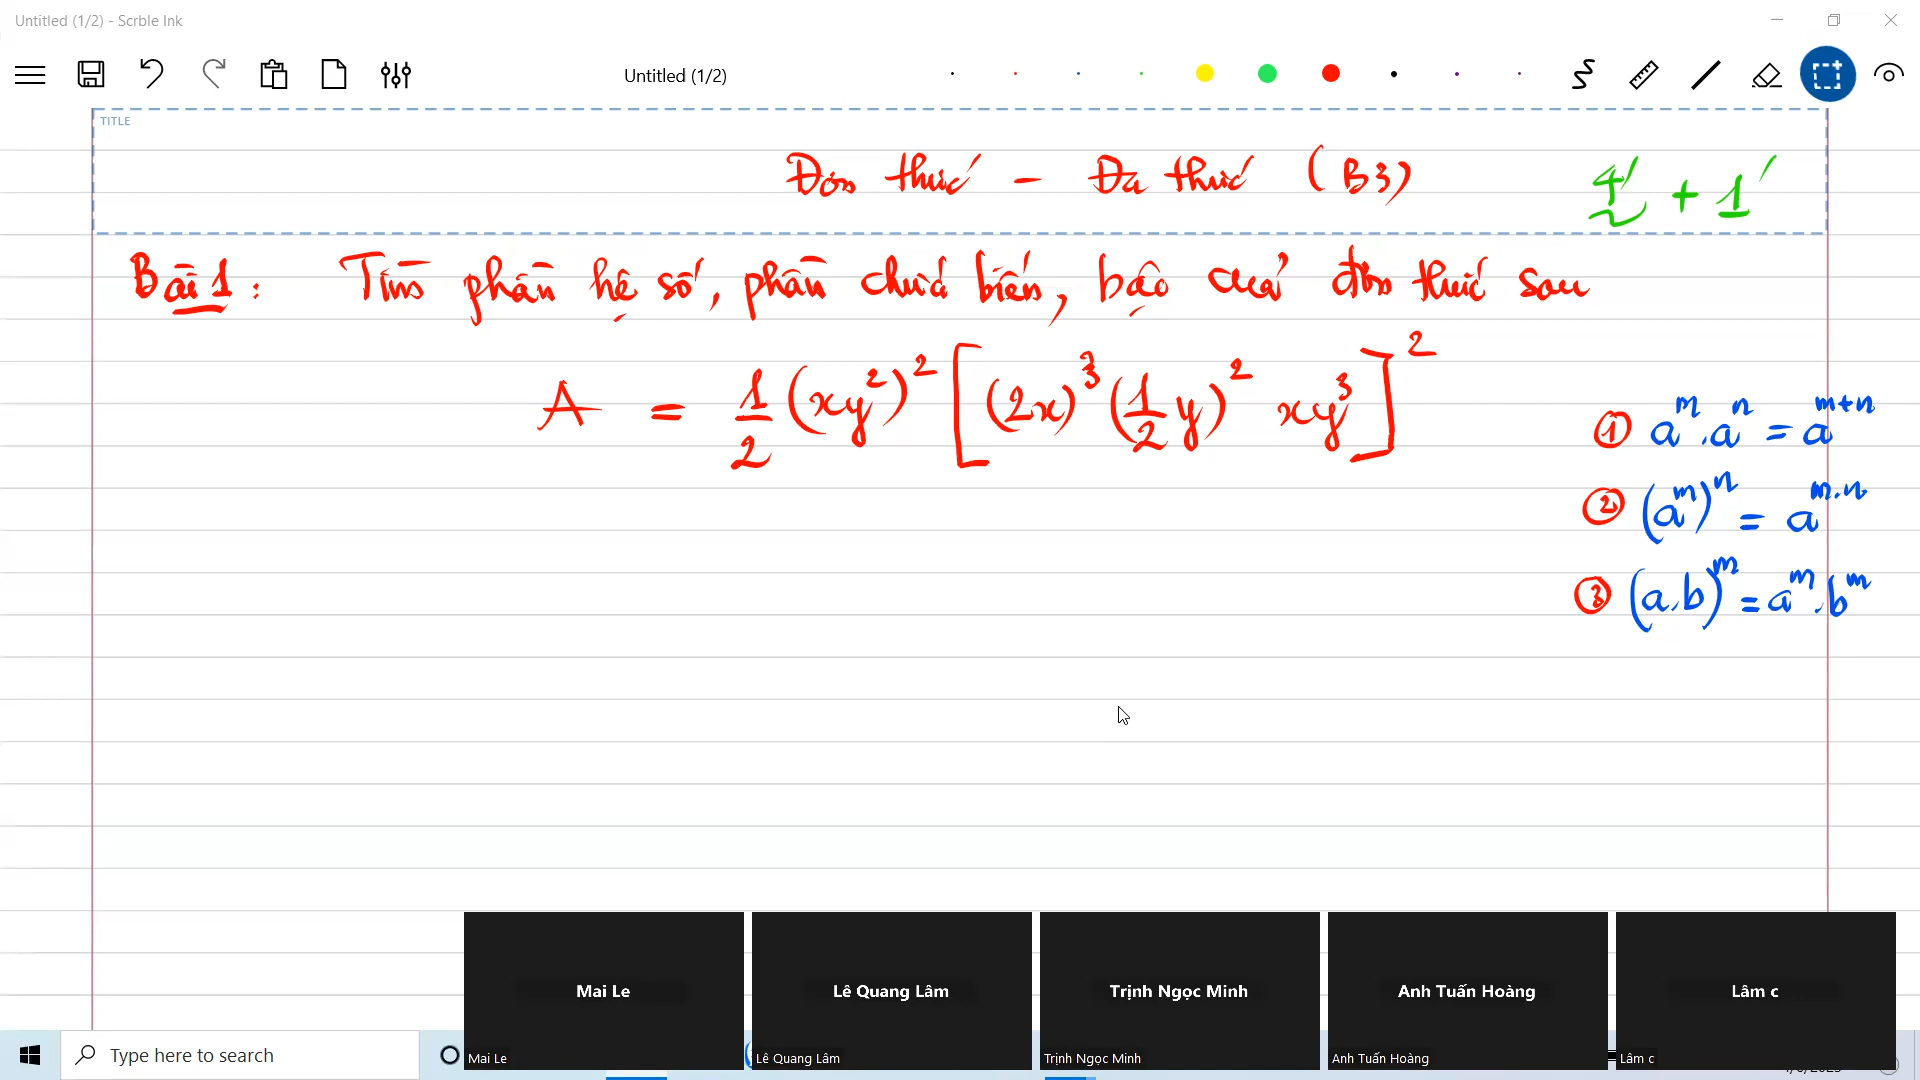 Untitled (1/2) - Scrble Ink
Untitled (1/2)
TITLE
Đơn thức - Đa thức (B3)
4' + 1'
Bài 1: Tìm phần hệ số, phần chứa biến, bậc của đơn thức sau
A = 1/2 (xy²)² [(2x)³ (1/2 y)² xy³]²
① a^m . a^n = a^(m+n)
② (a^m)^n = a^(m.n)
③ (a.b)^m = a^m . b^m
Mai Le
Lê Quang Lâm
Trịnh Ngọc Minh
Anh Tuấn Hoàng
Lâm c
Type here to search
Mai Le
Lê Quang Lâm
Trịnh Ngọc Minh
Anh Tuấn Hoàng
Lâm c